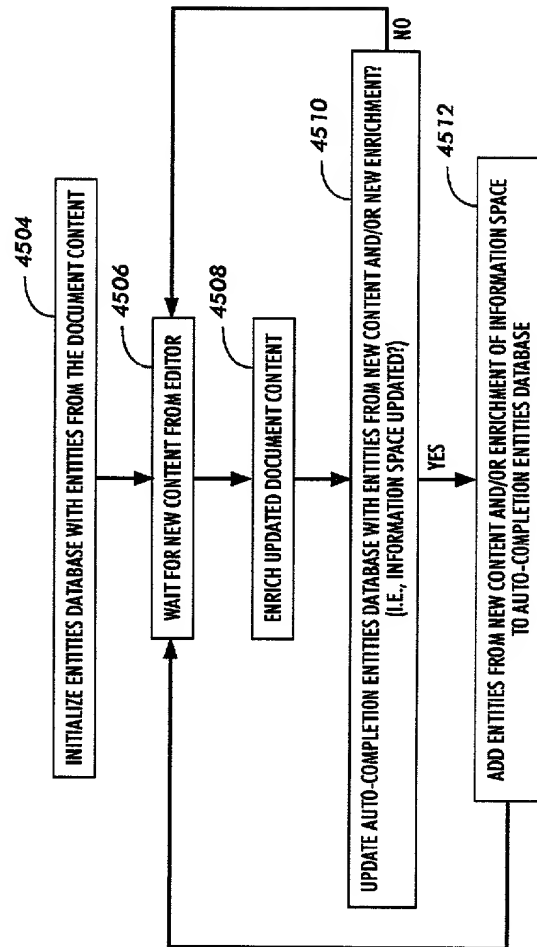 4504
INITIALIZE ENTITIES DATABASE WITH ENTITIES FROM THE DOCUMENT CONTENT
4506
WAIT FOR NEW CONTENT FROM EDITOR
4508
ENRICH UPDATED DOCUMENT CONTENT
4510
UPDATE AUTO-COMPLETION ENTITIES DATABASE WITH ENTITIES FROM NEW CONTENT AND/OR NEW ENRICHMENT?
(I.E., INFORMATION SPACE UPDATED?)
NO
YES
4512
ADD ENTITIES FROM NEW CONTENT AND/OR ENRICHMENT OF INFORMATION SPACE
TO AUTO-COMPLETION ENTITIES DATABASE